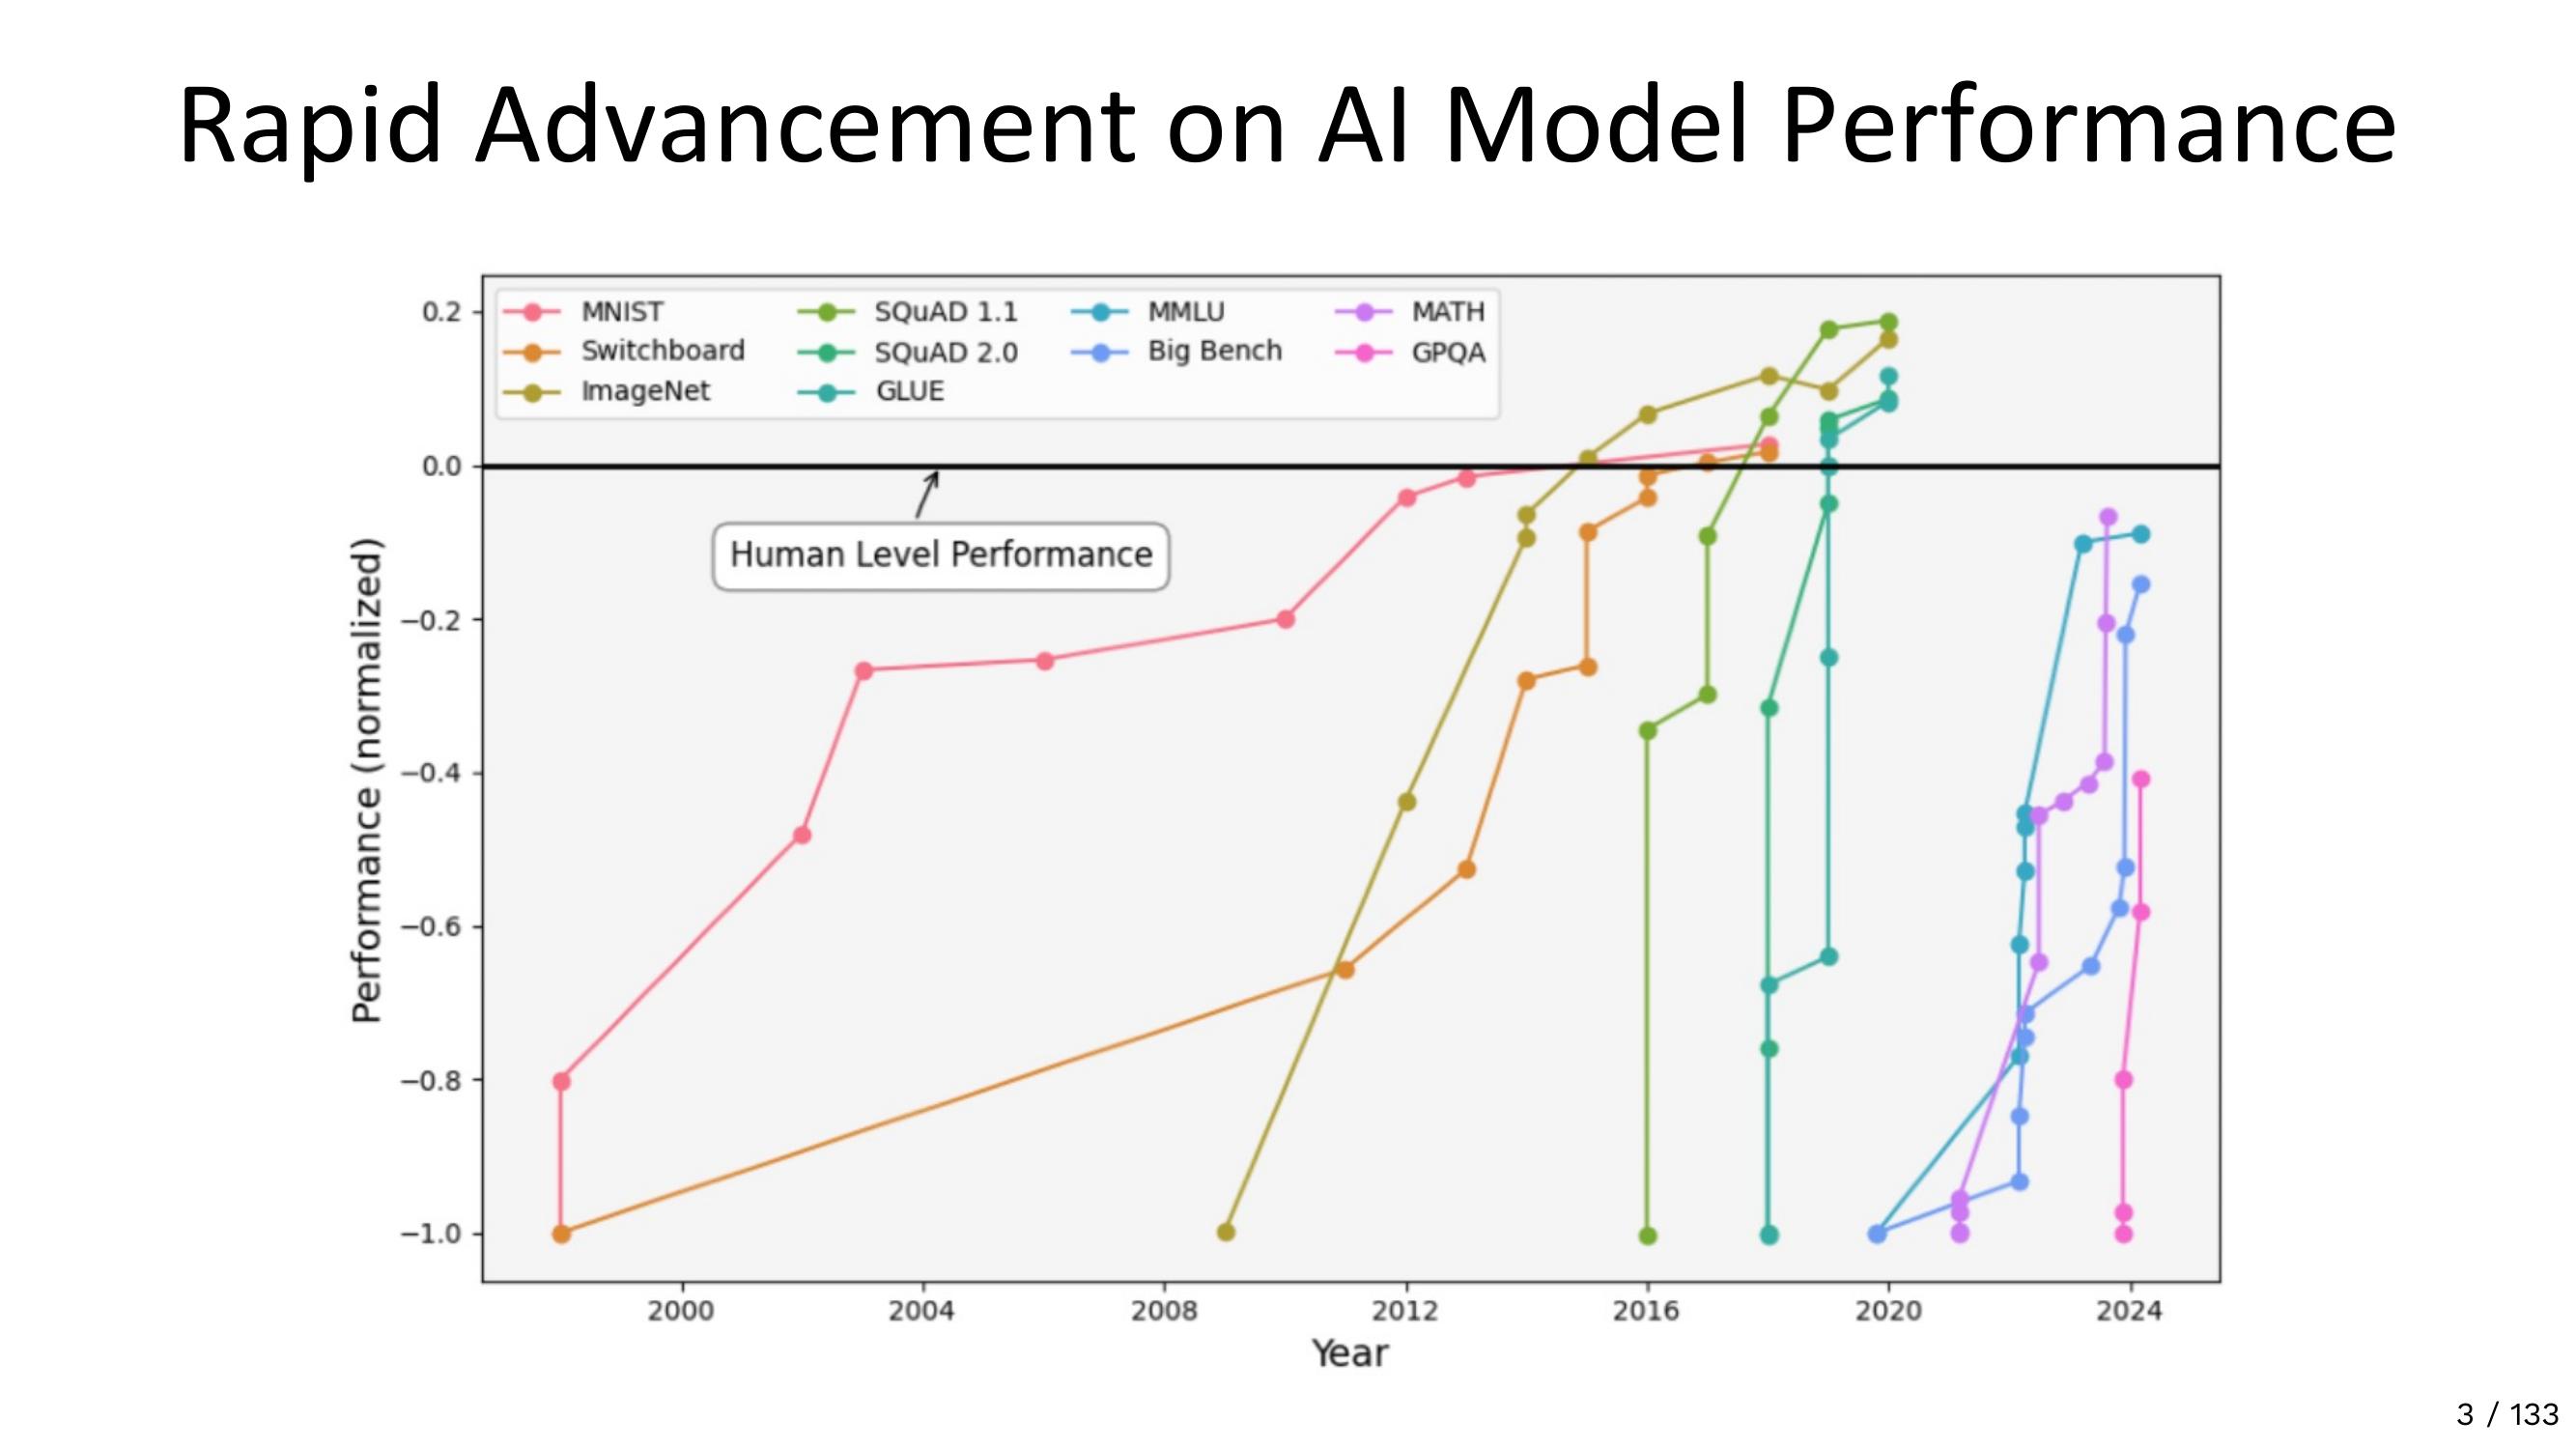 Rapid Advancement on AI Model Performance
MNIST
Switchboard
ImageNet
SQuAD 1.1
SQuAD 2.0
GLUE
MMLU
Big Bench
MATH
GPQA
Human Level Performance
Performance (normalized)
0.2
0.0
−0.2
−0.4
−0.6
−0.8
−1.0
2000 2004 2008 2012 2016 2020 2024
Year
3 / 133